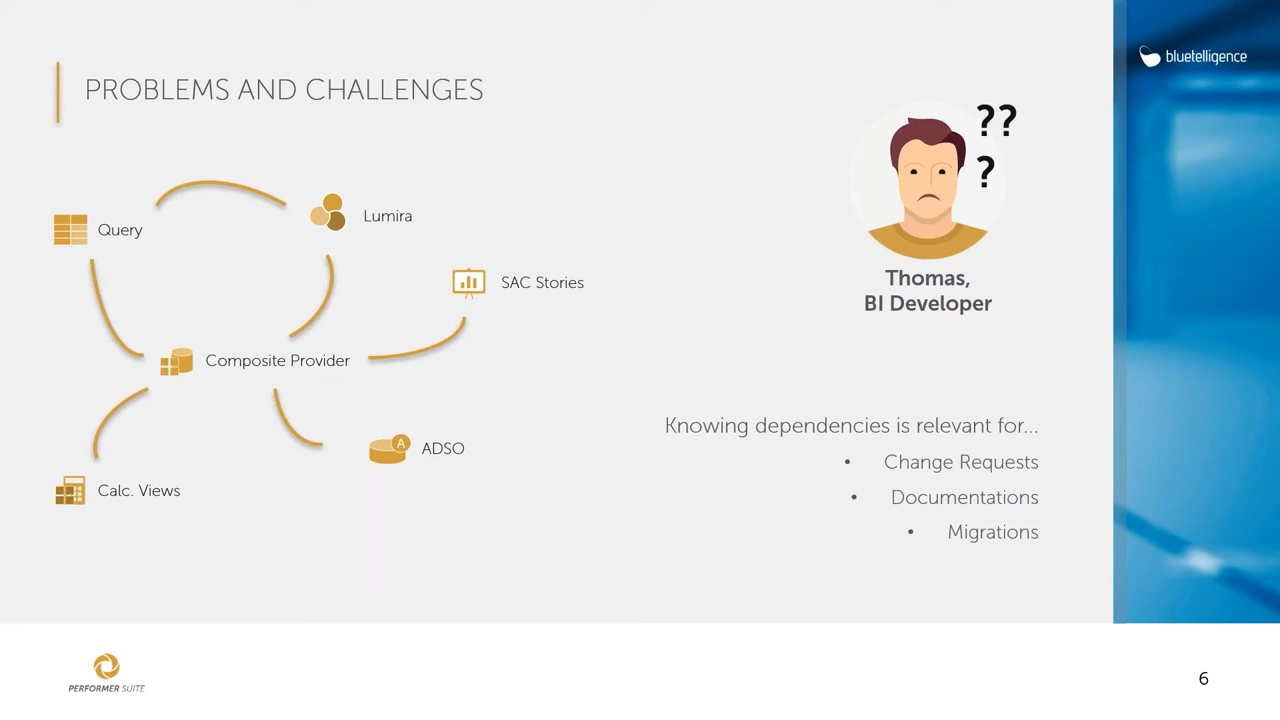 PROBLEMS AND CHALLENGES
bluetelligence
Query
Lumira
SAC Stories
Composite Provider
A
ADSO
Calc. Views
??
?
Thomas,
BI Developer
Knowing dependencies is relevant for...
• Change Requests
• Documentations
• Migrations
PERFORMER SUITE
6